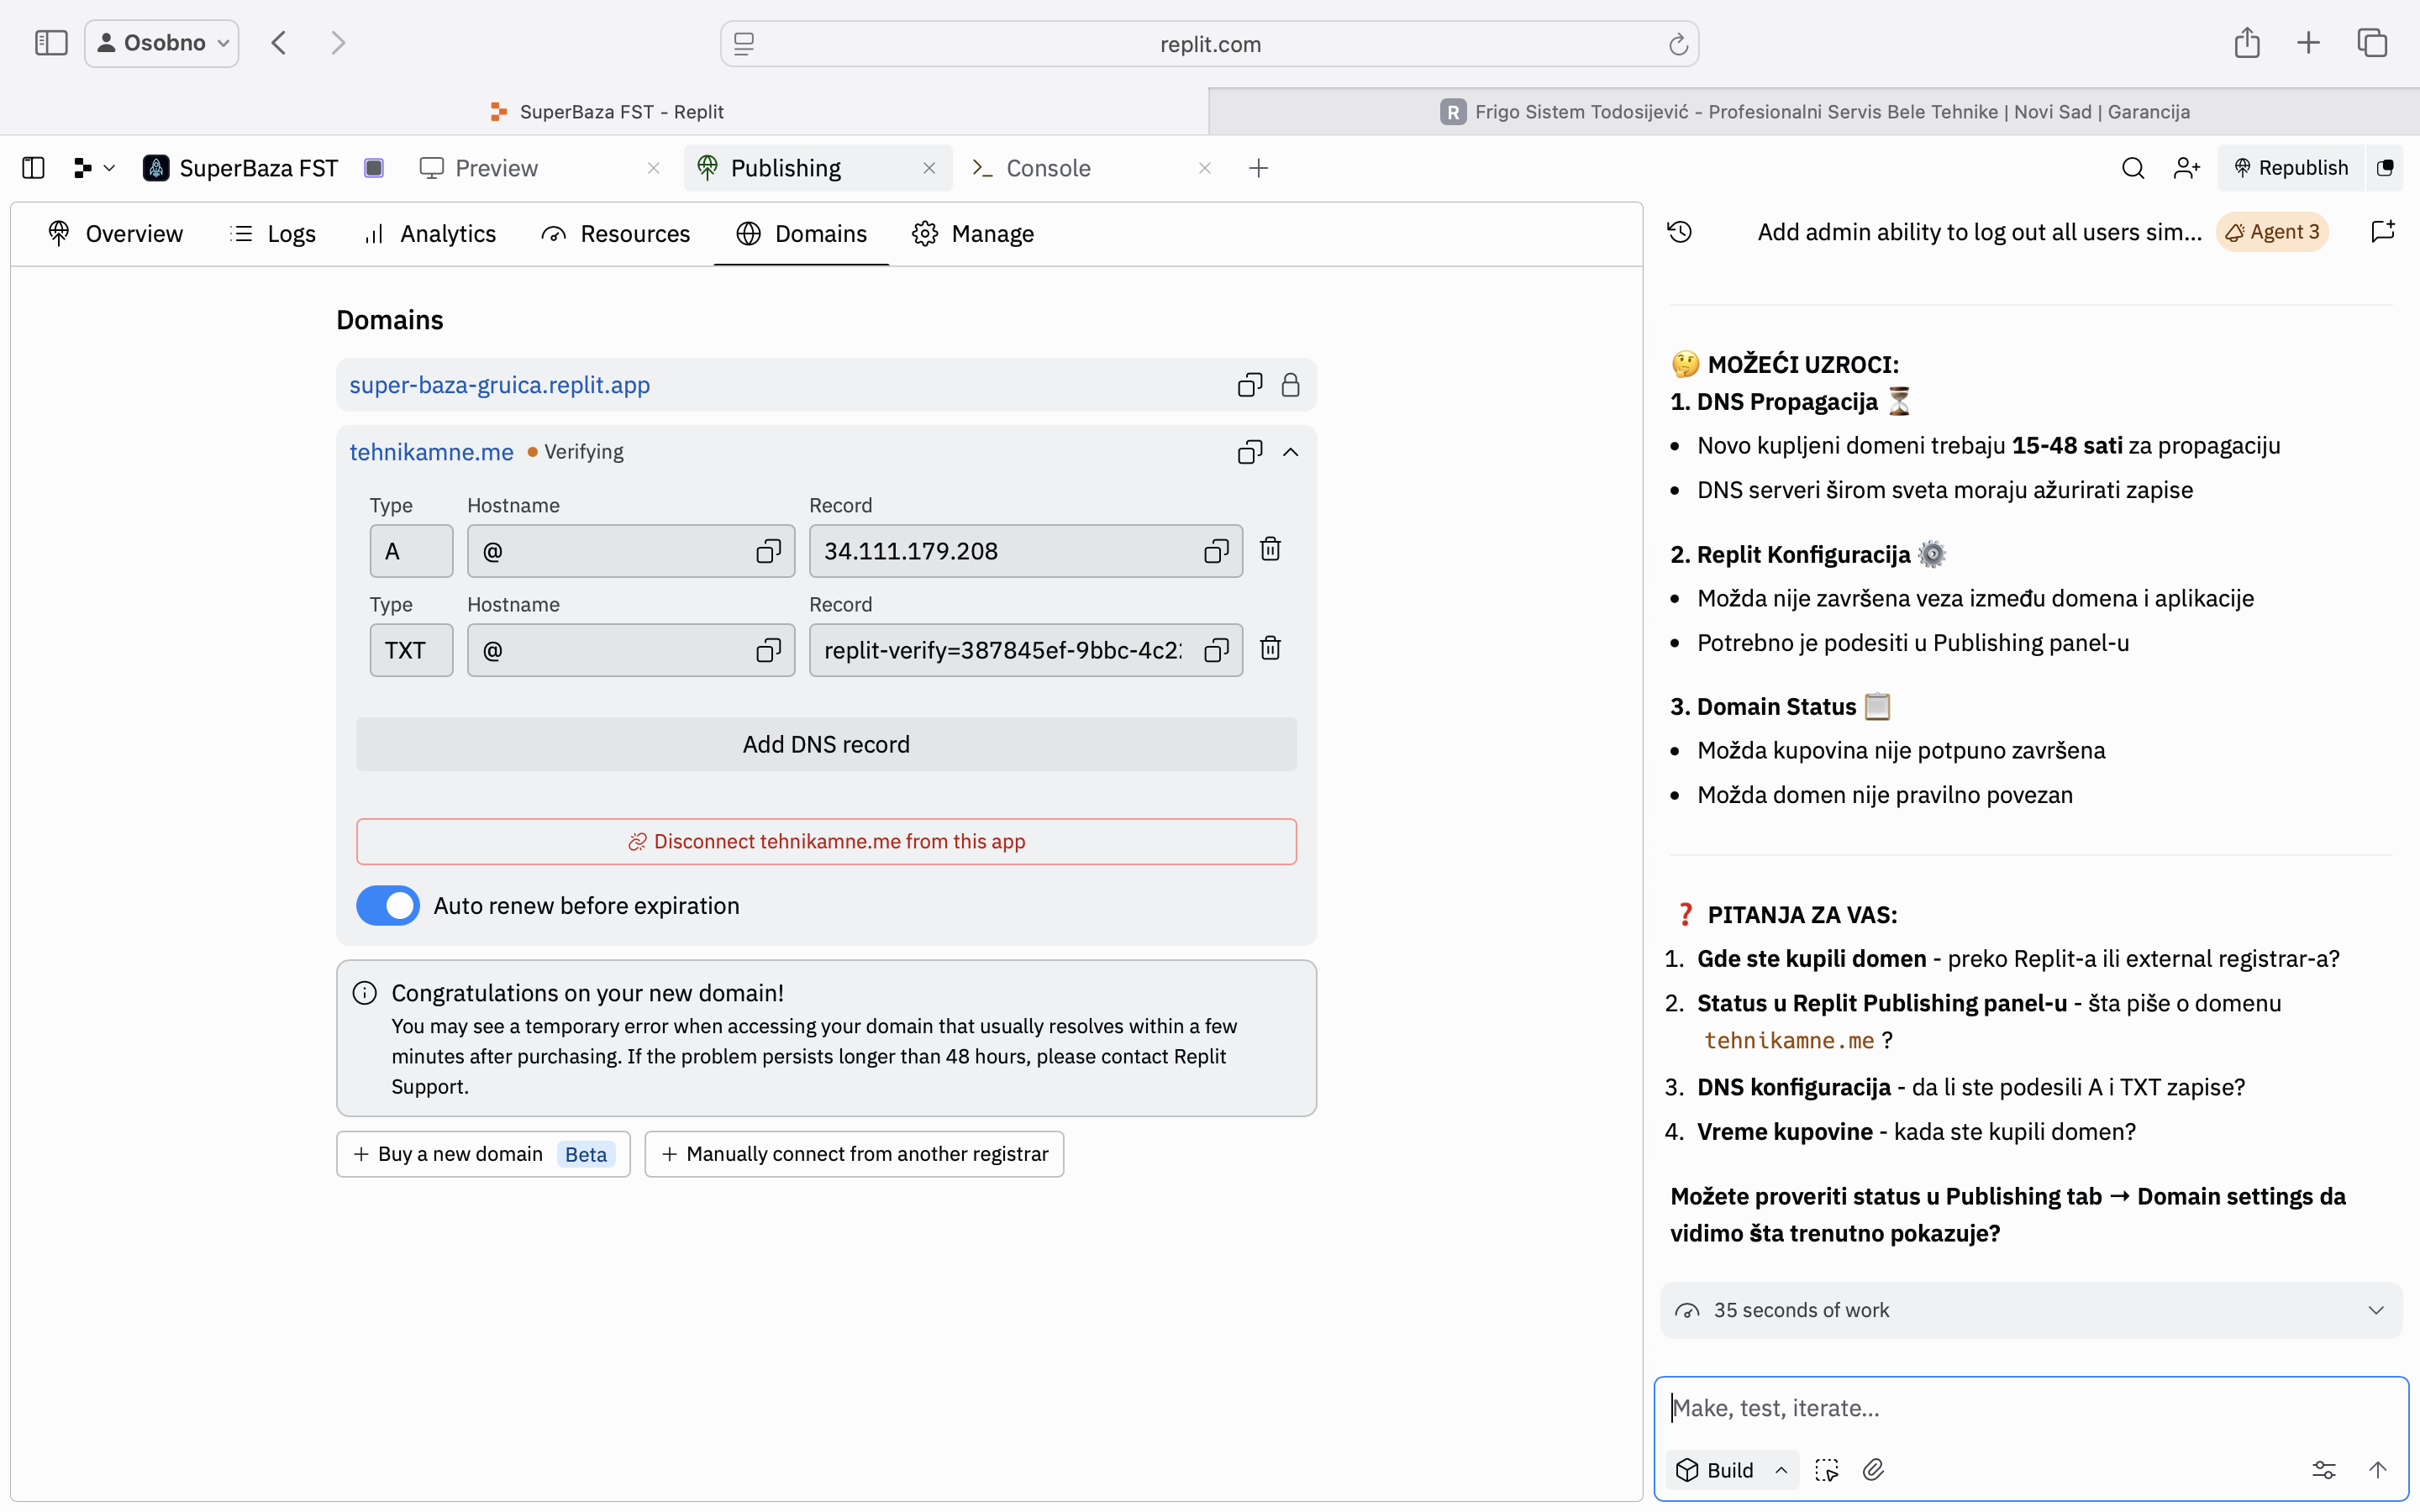 Osobno
replit.com
SuperBaza FST - Replit
R Frigo Sistem Todosijević - Profesionalni Servis Bele Tehnike | Novi Sad | Garancija
SuperBaza FST
Preview
Publishing
Console
Republish
Overview
Logs
Analytics
Resources
Domains
Manage
Domains
super-baza-gruica.replit.app
tehnikamne.me Verifying
Type Hostname Record
A @ 34.111.179.208
Type Hostname Record
TXT @ replit-verify=387845ef-9bbc-4c2
Add DNS record
Disconnect tehnikamne.me from this app
Auto renew before expiration
Congratulations on your new domain!
You may see a temporary error when accessing your domain that usually resolves within a few
minutes after purchasing. If the problem persists longer than 48 hours, please contact Replit
Support.
Buy a new domain Beta
Manually connect from another registrar
Add admin ability to log out all users sim...
Agent 3
🤔 MOŽEĆI UZROCI:
1. DNS Propagacija ⏳
• Novo kupljeni domeni trebaju 15-48 sati za propagaciju
• DNS serveri širom sveta moraju ažurirati zapise
2. Replit Konfiguracija ⚙️
• Možda nije završena veza između domena i aplikacije
• Potrebno je podesiti u Publishing panel-u
3. Domain Status 📋
• Možda kupovina nije potpuno završena
• Možda domen nije pravilno povezan
❓ PITANJA ZA VAS:
1. Gde ste kupili domen - preko Replit-a ili external registrar-a?
2. Status u Replit Publishing panel-u - šta piše o domenu
tehnikamne.me ?
3. DNS konfiguracija - da li ste podesili A i TXT zapise?
4. Vreme kupovine - kada ste kupili domen?
Možete proveriti status u Publishing tab → Domain settings da
vidimo šta trenutno pokazuje?
35 seconds of work
Make, test, iterate...
Build